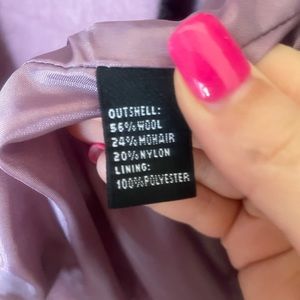 OUTSHELL:
56%WOOL
24%MOHAIR
20%NYLON
LINING:
100%POLYESTER